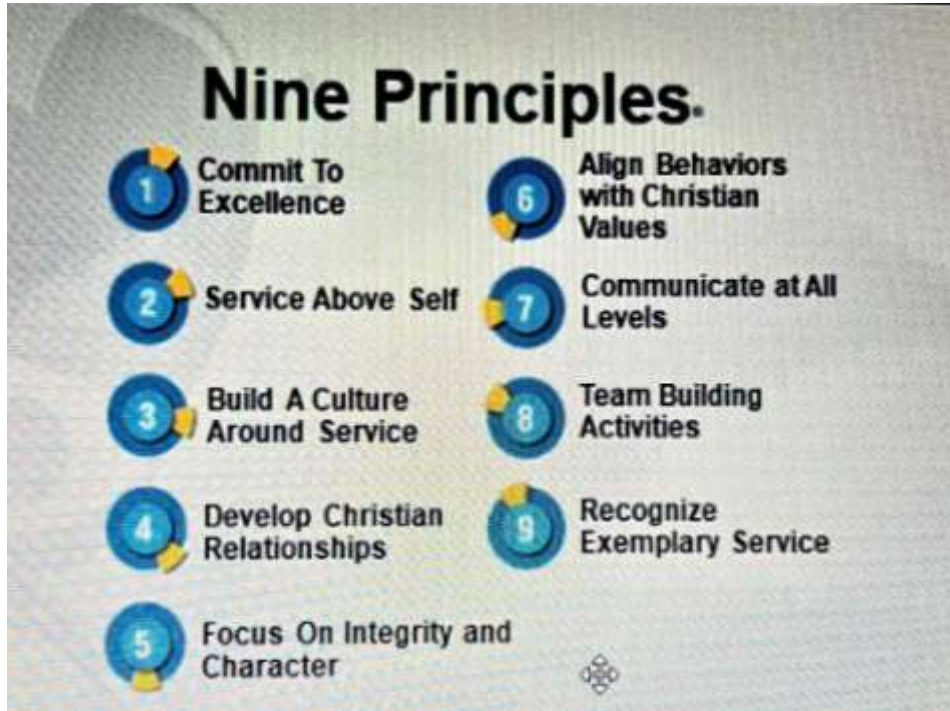 Nine Principles.
1
Commit To
Excellence
2
Service Above Self
3
Build A Culture
Around Service
4
Develop Christian
Relationships
5
Focus On Integrity and
Character
6
Align Behaviors
with Christian
Values
7
Communicate at All
Levels
8
Team Building
Activities
9
Recognize
Exemplary Service